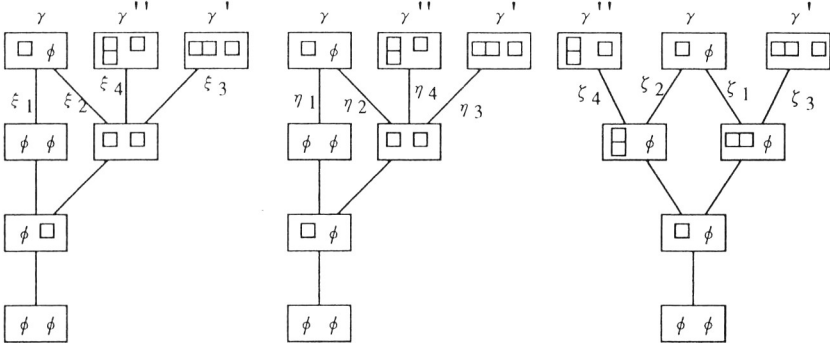 γ γ'' γ' γ γ'' γ' γ'' γ γ'
ϕ ϕ ϕ
ξ 1 ξ 2 ξ 4 ξ 3 η 1 η 2 η 4 η 3 ζ 4 ζ 2 ζ 1 ζ 3
ϕ ϕ ϕ ϕ ϕ ϕ
ϕ ϕ ϕ
ϕ ϕ ϕ ϕ ϕ ϕ